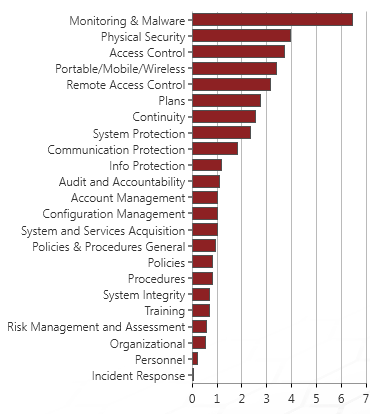 Monitoring & Malware
Physical Security
Access Control
Portable/Mobile/Wireless
Remote Access Control
Plans
Continuity
System Protection
Communication Protection
Info Protection
Audit and Accountability
Account Management
Configuration Management
System and Services Acquisition
Policies & Procedures General
Policies
Procedures
System Integrity
Training
Risk Management and Assessment
Organizational
Personnel
Incident Response
0 1 2 3 4 5 6 7